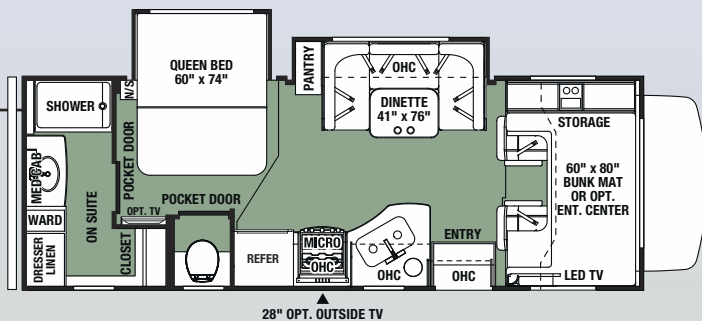 QUEEN BED
60" x 74"
N/S
SHOWER
MED CAB
ON SUITE
WARD
DRESSER
LINEN
POCKET DOOR
POCKET DOOR
OPT. TV
CLOSET
PANTRY
OHC
DINETTE
41" x 76"
REFER
MICRO
OHC
OHC
ENTRY
OHC
STORAGE
60" x 80"
BUNK MAT
OR OPT.
ENT. CENTER
LED TV
28" OPT. OUTSIDE TV